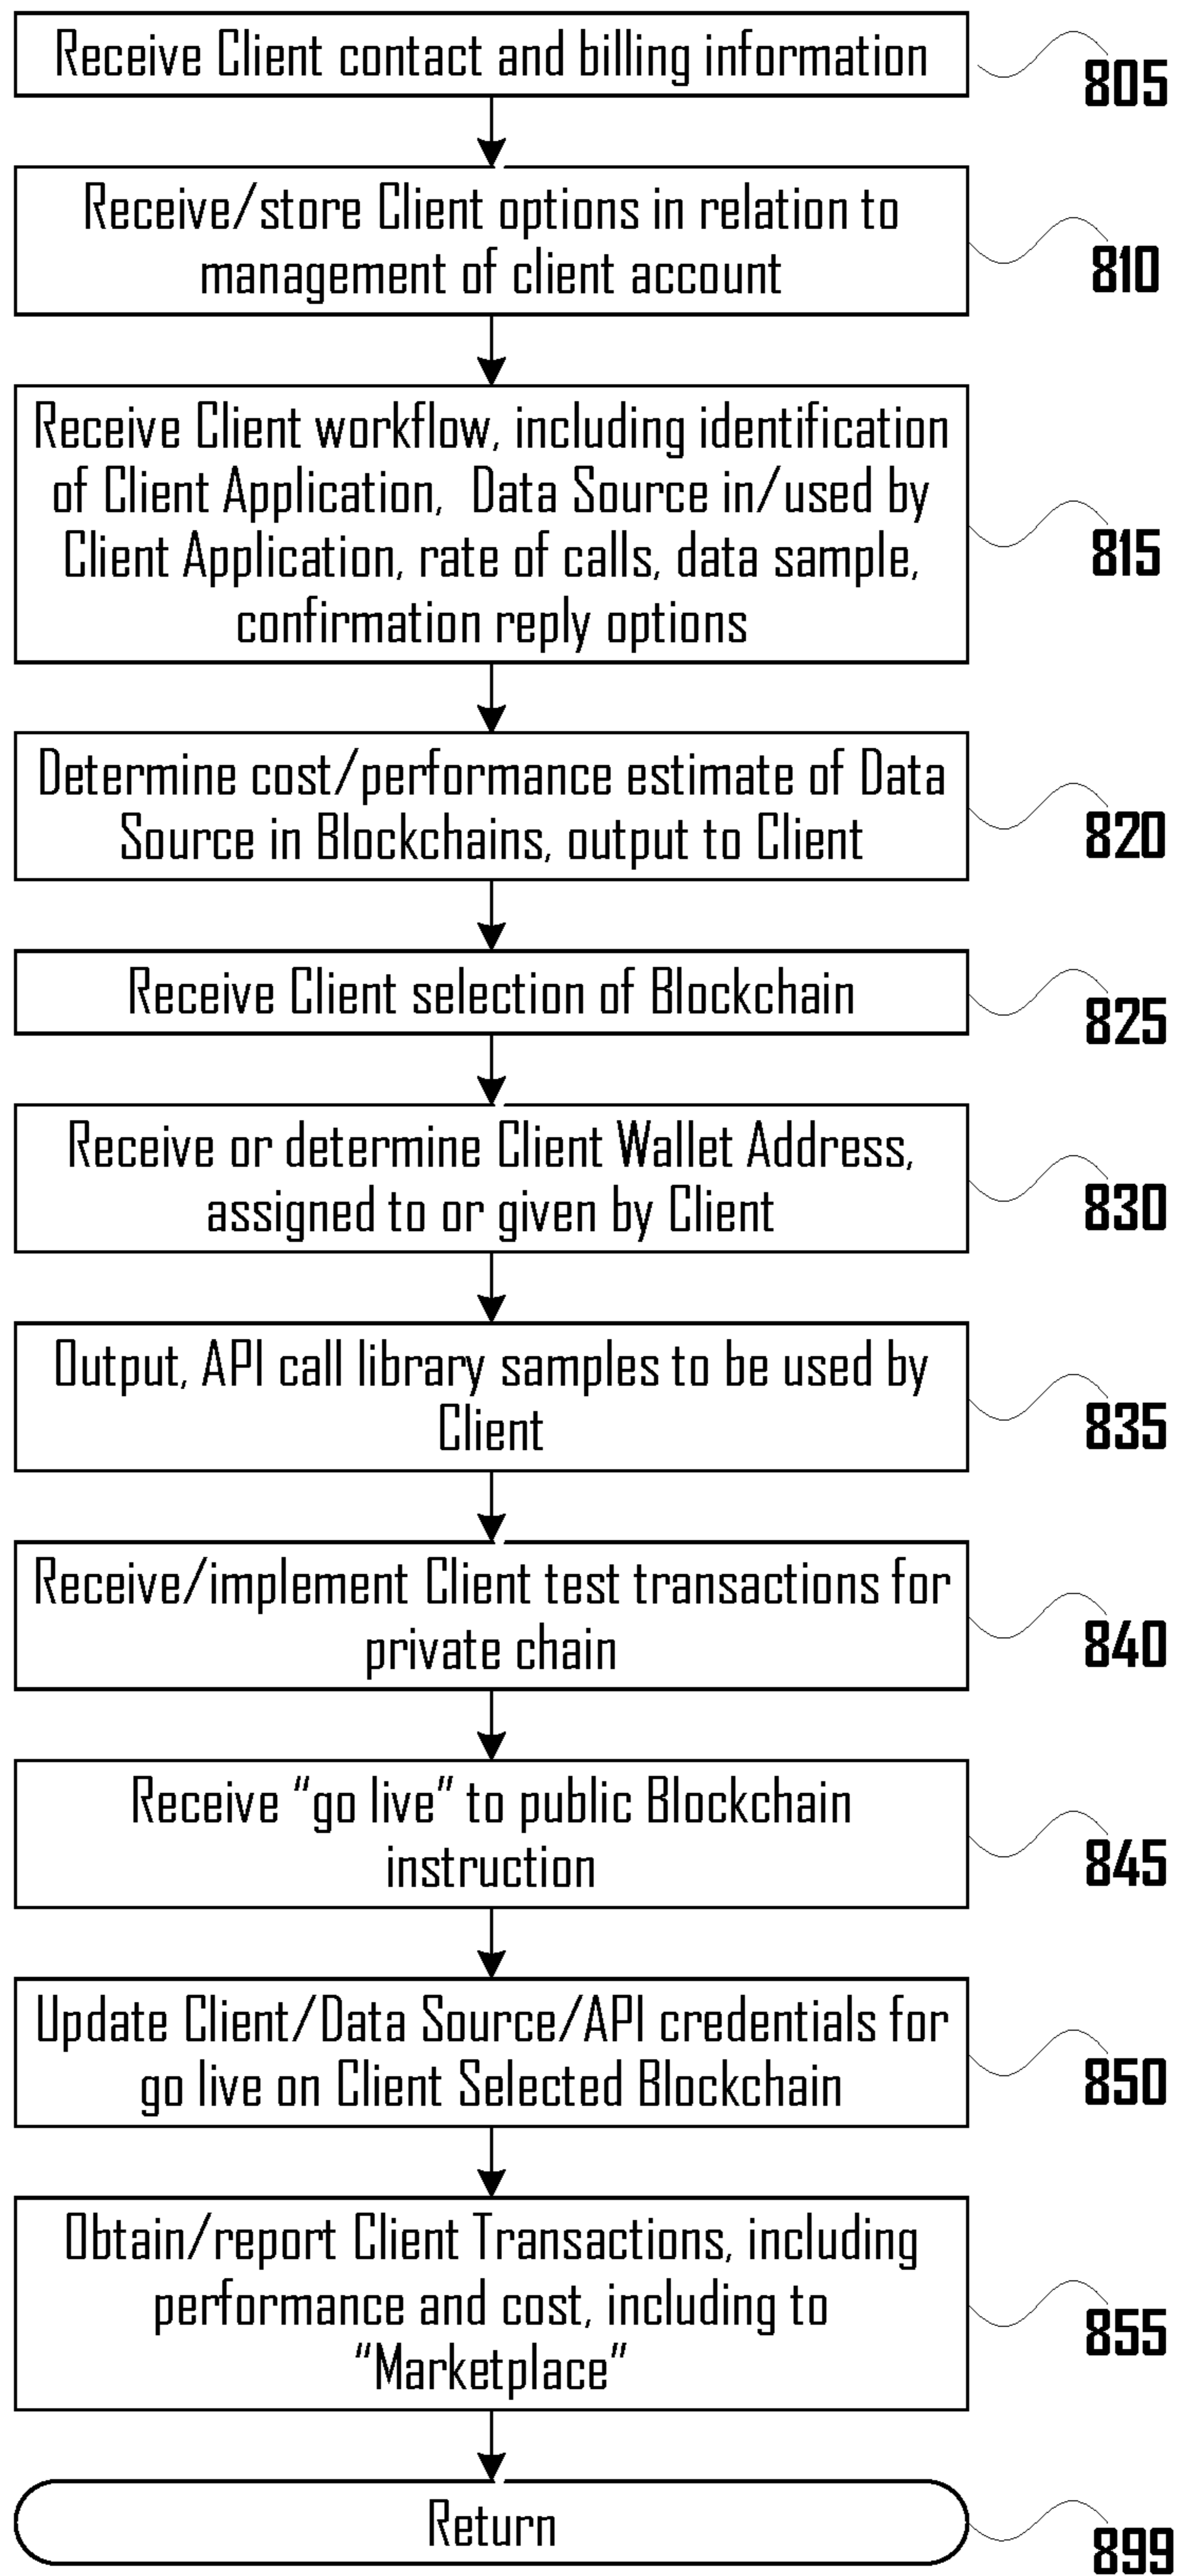 Receive Client contact and billing information
805
Receive/store Client options in relation to
management of client account
810
Receive Client workflow, including identification
of Client Application, Data Source in/used by
Client Application, rate of calls, data sample,
confirmation reply options
815
Determine cost/performance estimate of Data
Source in Blockchains, output to Client
820
Receive Client selection of Blockchain
825
Receive or determine Client Wallet Address,
assigned to or given by Client
830
Output, API call library samples to be used by
Client
835
Receive/implement Client test transactions for
private chain
840
Receive “go live” to public Blockchain
instruction
845
Update Client/Data Source/API credentials for
go live on Client Selected Blockchain
850
Obtain/report Client Transactions, including
performance and cost, including to
“Marketplace”
855
Return
899